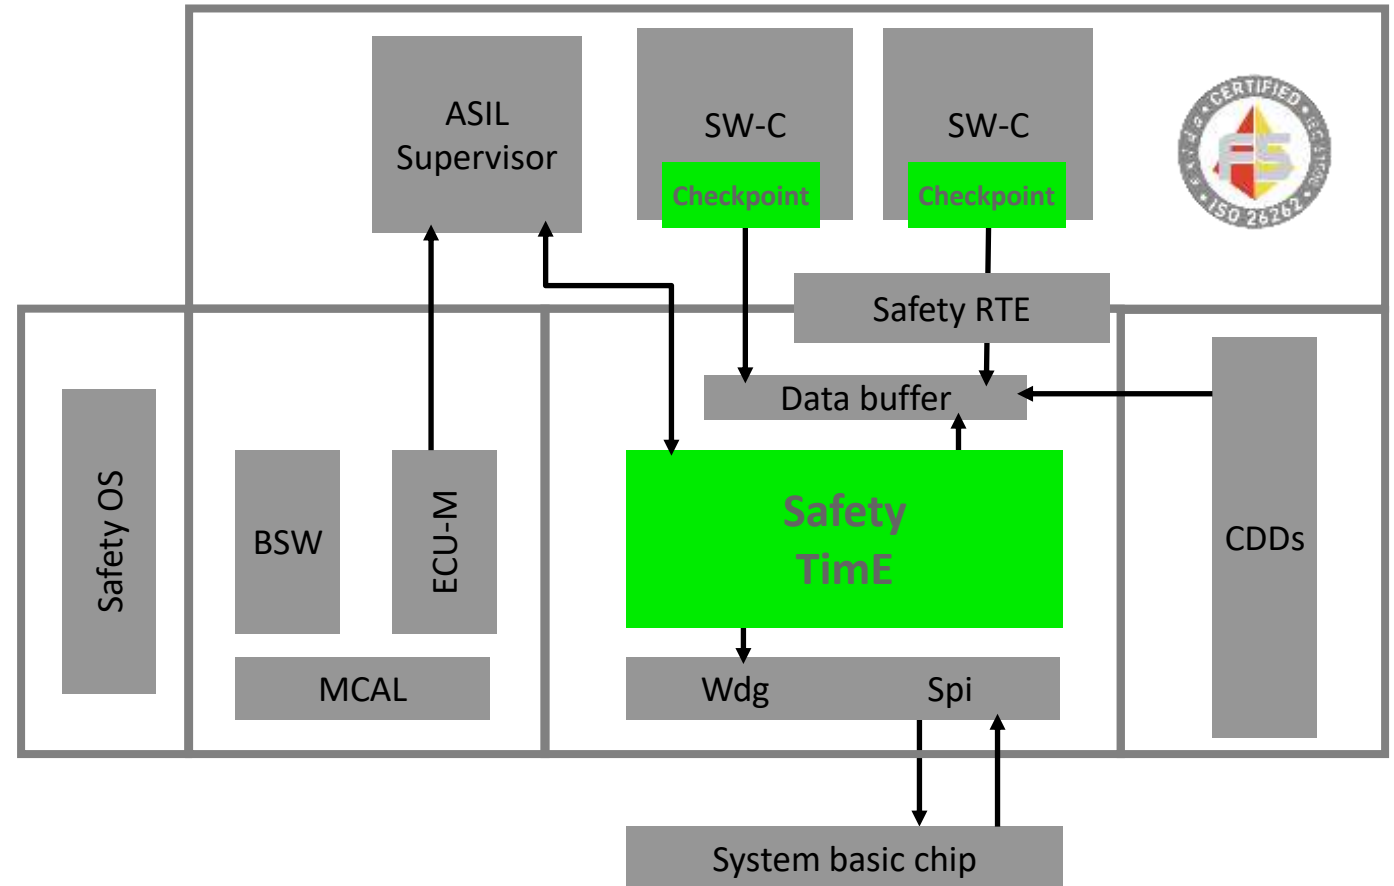 ASIL
Supervisor
SW-C
Checkpoint
SW-C
Checkpoint
CERTIFIED
FS
ISO 26262
Safety RTE
Data buffer
Safety OS
BSW
ECU-M
Safety
TimE
CDDs
MCAL
Wdg
Spi
System basic chip